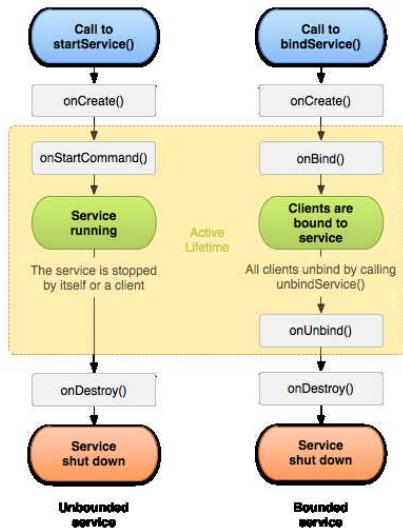 Call to
startService()
onCreate()
onStartCommand()
Service
running
The service is stopped
by itself or a client
onDestroy()
Service
shut down
Unbounded
service
Active
Lifetime
Call to
bindService()
onCreate()
onBind()
Clients are
bound to
service
All clients unbind by calling
unbindService()
onUnbind()
onDestroy()
Service
shut down
Bounded
service